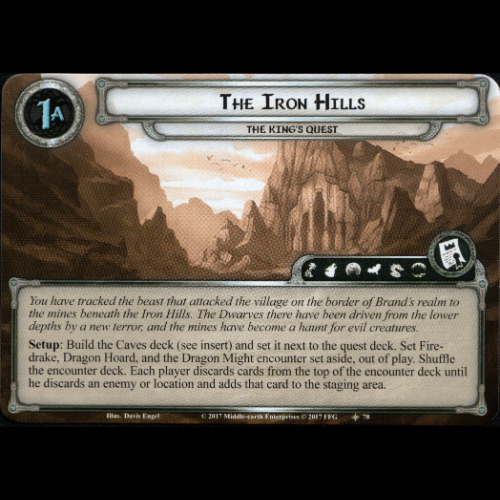 1A
THE IRON HILLS
THE KING'S QUEST
You have tracked the beast that attacked the village on the border of Brand's realm to
the mines beneath the Iron Hills. The Dwarves there have been driven from the lower
depths by a new terror, and the mines have become a haunt for evil creatures.
Setup: Build the Caves deck (see insert) and set it next to the quest deck. Set Fire-
drake, Dragon Hoard, and the Dragon Might encounter set aside, out of play. Shuffle
the encounter deck. Each player discards cards from the top of the encounter deck until
he discards an enemy or location and adds that card to the staging area.
Illus. Davis Engel © 2017 Middle-earth Enterprises © 2017 FFG 78